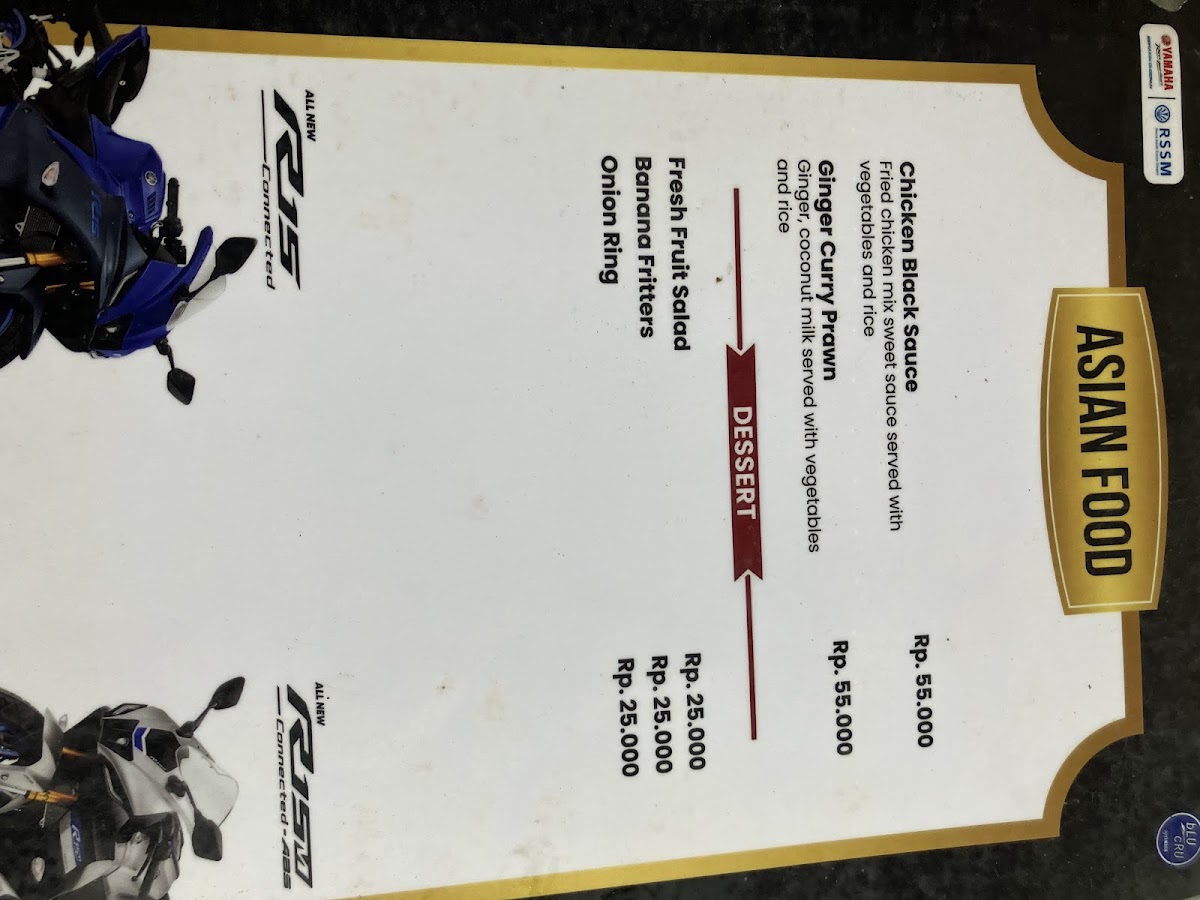 YAMAHA
RSSM
bLU
CRU
ASIAN FOOD
Chicken Black Sauce Rp. 55.000
Fried chicken mix sweet sauce served with
vegetables and rice
Ginger Curry Prawn Rp. 55.000
Ginger, coconut milk served with vegetables
and rice
DESSERT
Fresh Fruit Salad Rp. 25.000
Banana Fritters Rp. 25.000
Onion Ring Rp. 25.000
ALL NEW
R15
Connected
ALL NEW
R15M
Connected-ABS